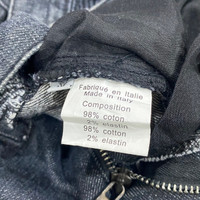 Fabriqué en Italie
Made in Italy
Composition
98% coton
2% elastin
98% cotton
2% elastin